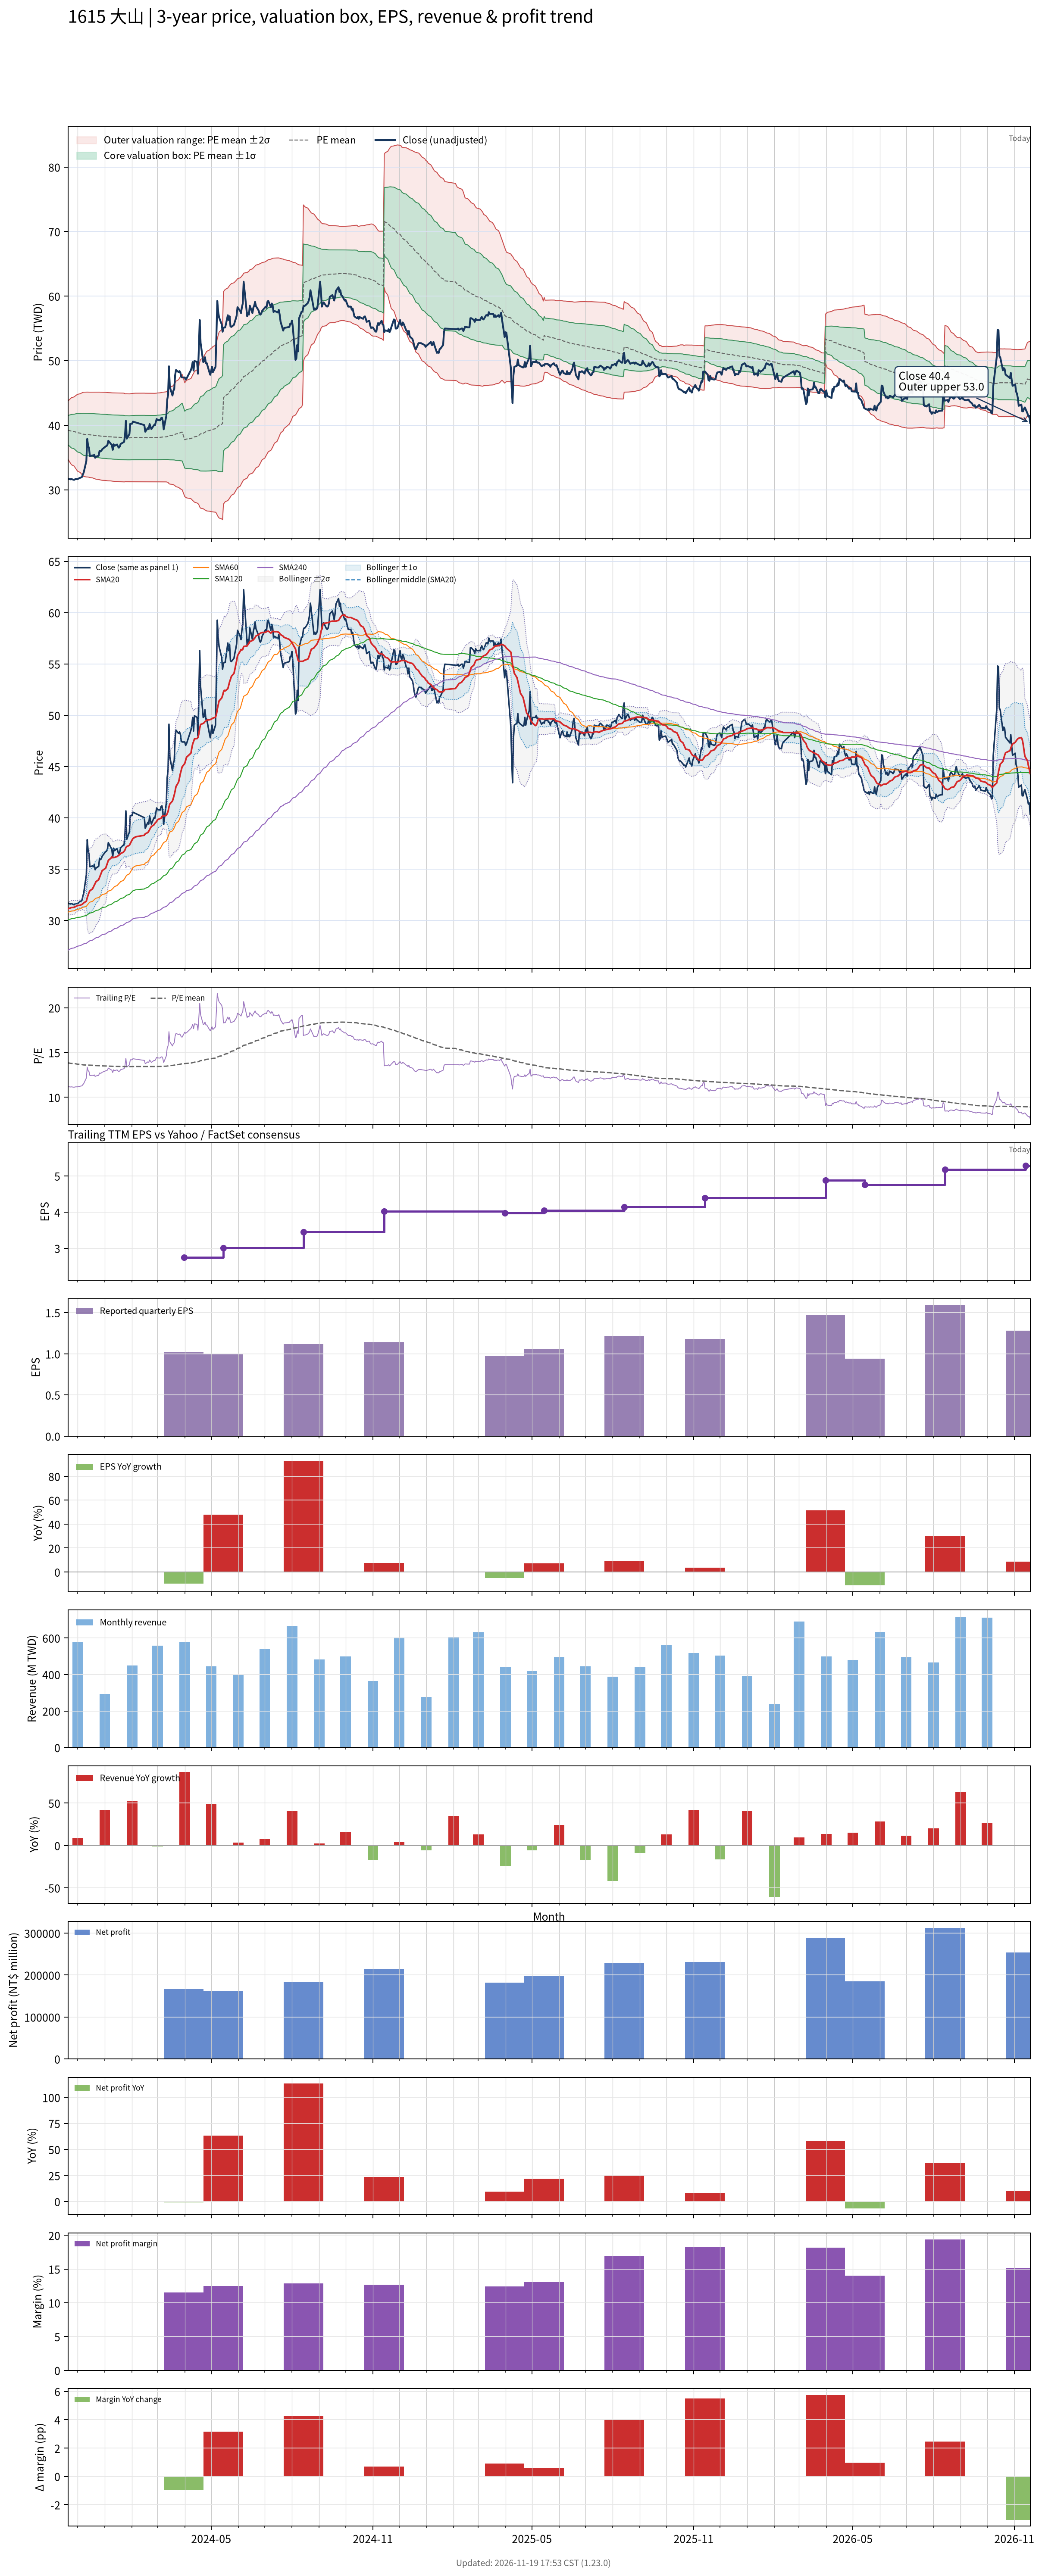 1615 大山 | 3-year price, valuation box, EPS, revenue & profit trend
Outer valuation range: PE mean ±2σ
PE mean
Close (unadjusted)
Core valuation box: PE mean ±1σ
Today
Price (TWD)
80
70
60
50
40
30
Close 40.4
Outer upper 53.0
Close (same as panel 1)
SMA60
SMA240
Bollinger ±1σ
SMA20
SMA120
Bollinger ±2σ
Bollinger middle (SMA20)
Price
65
60
55
50
45
40
35
30
Trailing P/E
P/E mean
P/E
20
15
10
Trailing TTM EPS vs Yahoo / FactSet consensus
Today
EPS
5
4
3
Reported quarterly EPS
EPS
1.5
1.0
0.5
0.0
EPS YoY growth
YoY (%)
80
60
40
20
0
Monthly revenue
Revenue (M TWD)
600
400
200
0
Revenue YoY growth
YoY (%)
50
0
-50
Month
Net profit
Net profit (NT$ million)
300000
200000
100000
0
Net profit YoY
YoY (%)
100
75
50
25
0
Net profit margin
Margin (%)
20
15
10
5
0
Margin YoY change
Δ margin (pp)
6
4
2
0
-2
2024-05
2024-11
2025-05
2025-11
2026-05
2026-11
Updated: 2026-11-19 17:53 CST (1.23.0)